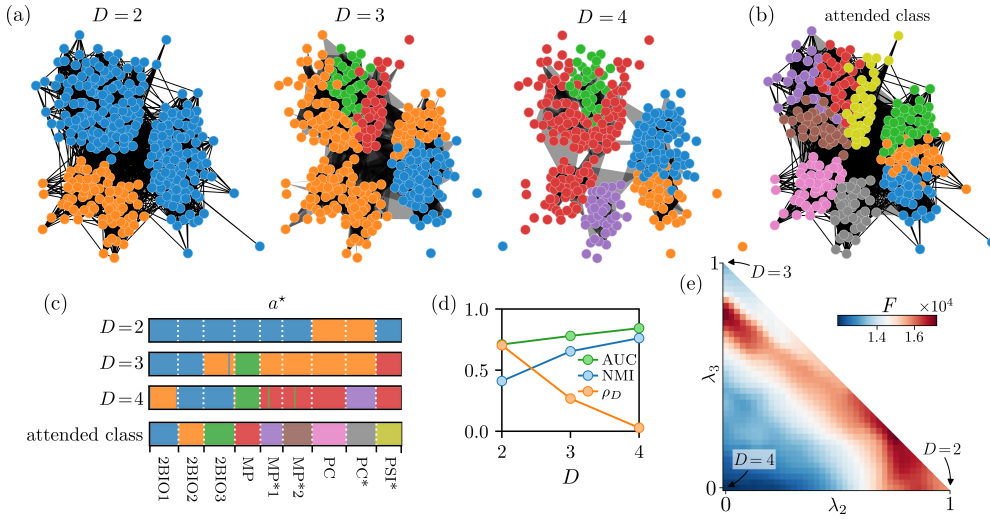 (a)
D = 2
D = 3
D = 4
(b)
attended class
(c)
a⋆
D = 2
D = 3
D = 4
attended class
2BIO1
2BIO2
2BIO3
MP
MP*1
MP*2
PC
PC*
PSI*
(d)
1.0
0.5
0.0
AUC
NMI
ρD
2
3
4
D
(e)
1
D = 3
F
×10⁴
1.4
1.6
λ3
D = 2
D = 4
0
0
λ2
1